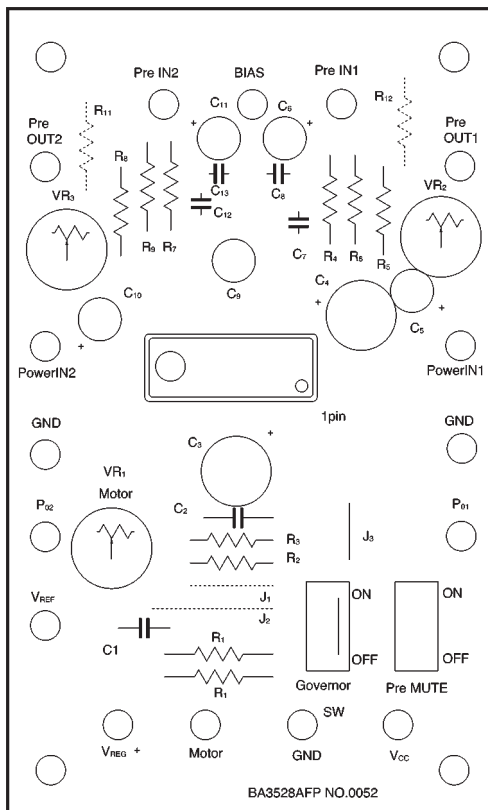 Pre IN2 BIAS Pre IN1
R11 C11 C6 R12
+ +
Pre OUT2
Pre OUT1
R8
VR3 VR2
C13 C8
C12
C7
R9 R7 R4 R6 R5
C10 C9 C4 C5
+ + +
PowerIN2 PowerIN1
1pin
GND GND
C3 +
VR1
Motor
P02 C2 P01
R3 J3
R2
VREF J1 ON ON
J2
C1 R1
OFF OFF
R1
Governor Pre MUTE
SW
VREG + Motor GND VCC
BA3528AFP NO.0052